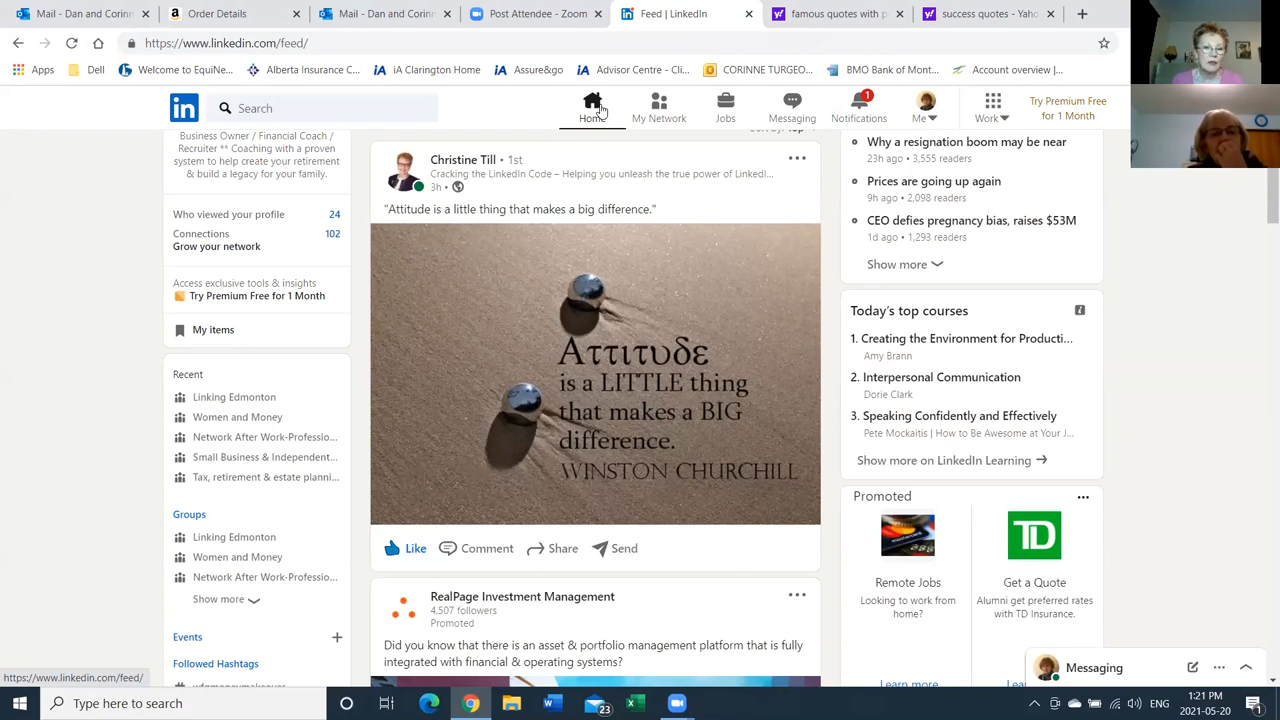 Mail - Dan and Corin
Order Details
Mail - Dan and Corin
Post Attendee - Zoom
Feed | LinkedIn
famous quotes with p
success quotes - Yaho
https://www.linkedin.com/feed/
Apps
Dell
Welcome to EquiNe...
Alberta Insurance C...
iA Clarington Home
Assure&go
Advisor Centre - Cli...
CORINNE TURGEO...
BMO Bank of Mont...
Account overview |...
in
Search
Home
My Network
Jobs
Messaging
1
Notifications
Me
Work
Try Premium Free
for 1 Month
Business Owner / Financial Coach /
Recruiter ** Coaching with a proven
system to help create your retirement
& build a legacy for your family.
Who viewed your profile 24
Connections 102
Grow your network
Access exclusive tools & insights
Try Premium Free for 1 Month
My items
Recent
Linking Edmonton
Women and Money
Network After Work-Professio...
Small Business & Independent...
Tax, retirement & estate planni...
Groups
Linking Edmonton
Women and Money
Network After Work-Professio...
Show more
Events +
Followed Hashtags
Christine Till • 1st
Cracking the LinkedIn Code – Helping you unleash the true power of LinkedI...
3h •
"Attitude is a little thing that makes a big difference."
Attitude
is a LITTLE thing
that makes a BIG
difference.
WINSTON CHURCHILL
Like
Comment
Share
Send
RealPage Investment Management
4,507 followers
Promoted
Did you know that there is an asset & portfolio management platform that is fully
integrated with financial & operating systems?
Why a resignation boom may be near
23h ago • 3,555 readers
Prices are going up again
9h ago • 2,098 readers
CEO defies pregnancy bias, raises $53M
1d ago • 1,293 readers
Show more
Today's top courses
1. Creating the Environment for Producti...
Amy Brann
2. Interpersonal Communication
Dorie Clark
3. Speaking Confidently and Effectively
Pete Mockaitis | How to Be Awesome at Your J...
Show more on LinkedIn Learning
Promoted
TD
Remote Jobs
Looking to work from
home?
Get a Quote
Alumni get preferred rates
with TD Insurance.
Learn more
Messaging
https://www.linkedin.com/feed/
Type here to search
23
ENG
1:21 PM
2021-05-20
1